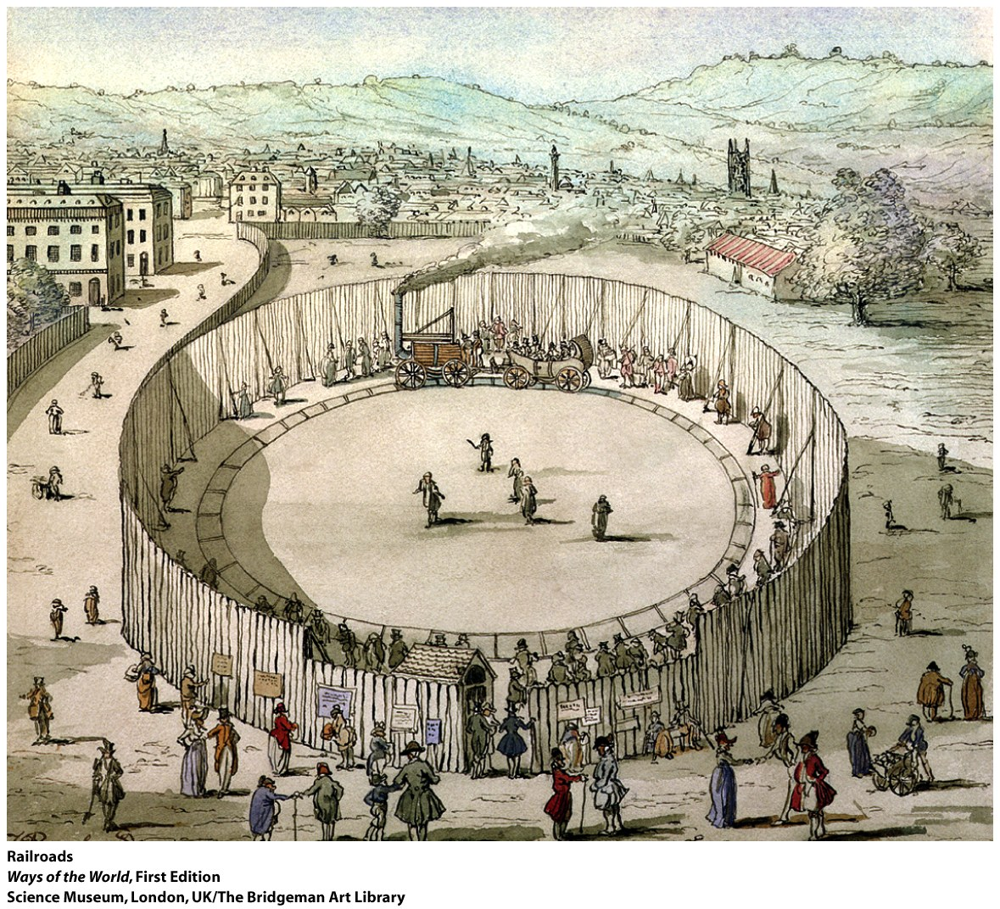 Railroads
Ways of the World, First Edition
Science Museum, London, UK/The Bridgeman Art Library